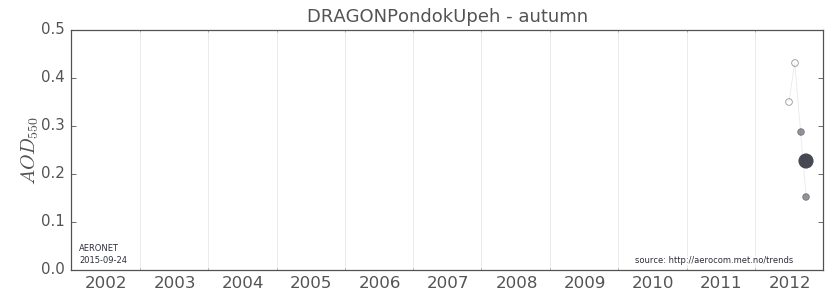 DRAGONPondokUpeh - autumn
0.5
0.4
0.3
0.2
0.1
0.0
AOD550
AERONET
2015-09-24
source: http://aerocom.met.no/trends
2002 2003 2004 2005 2006 2007 2008 2009 2010 2011 2012